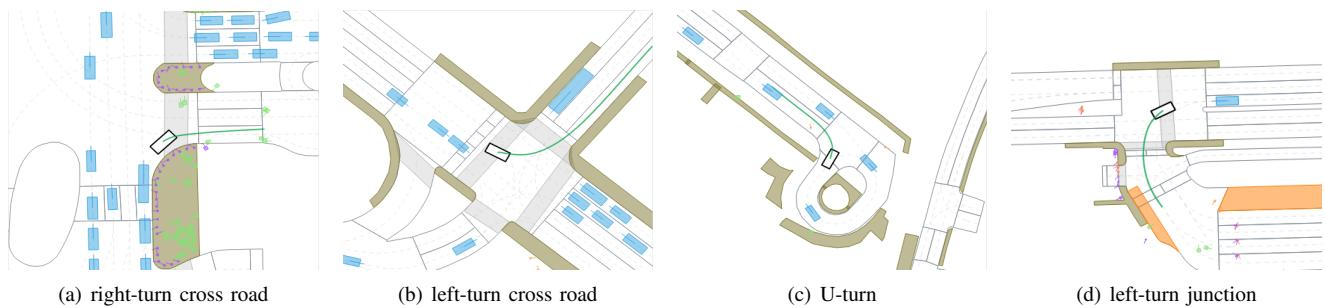 (a) right-turn cross road
(b) left-turn cross road
(c) U-turn
(d) left-turn junction